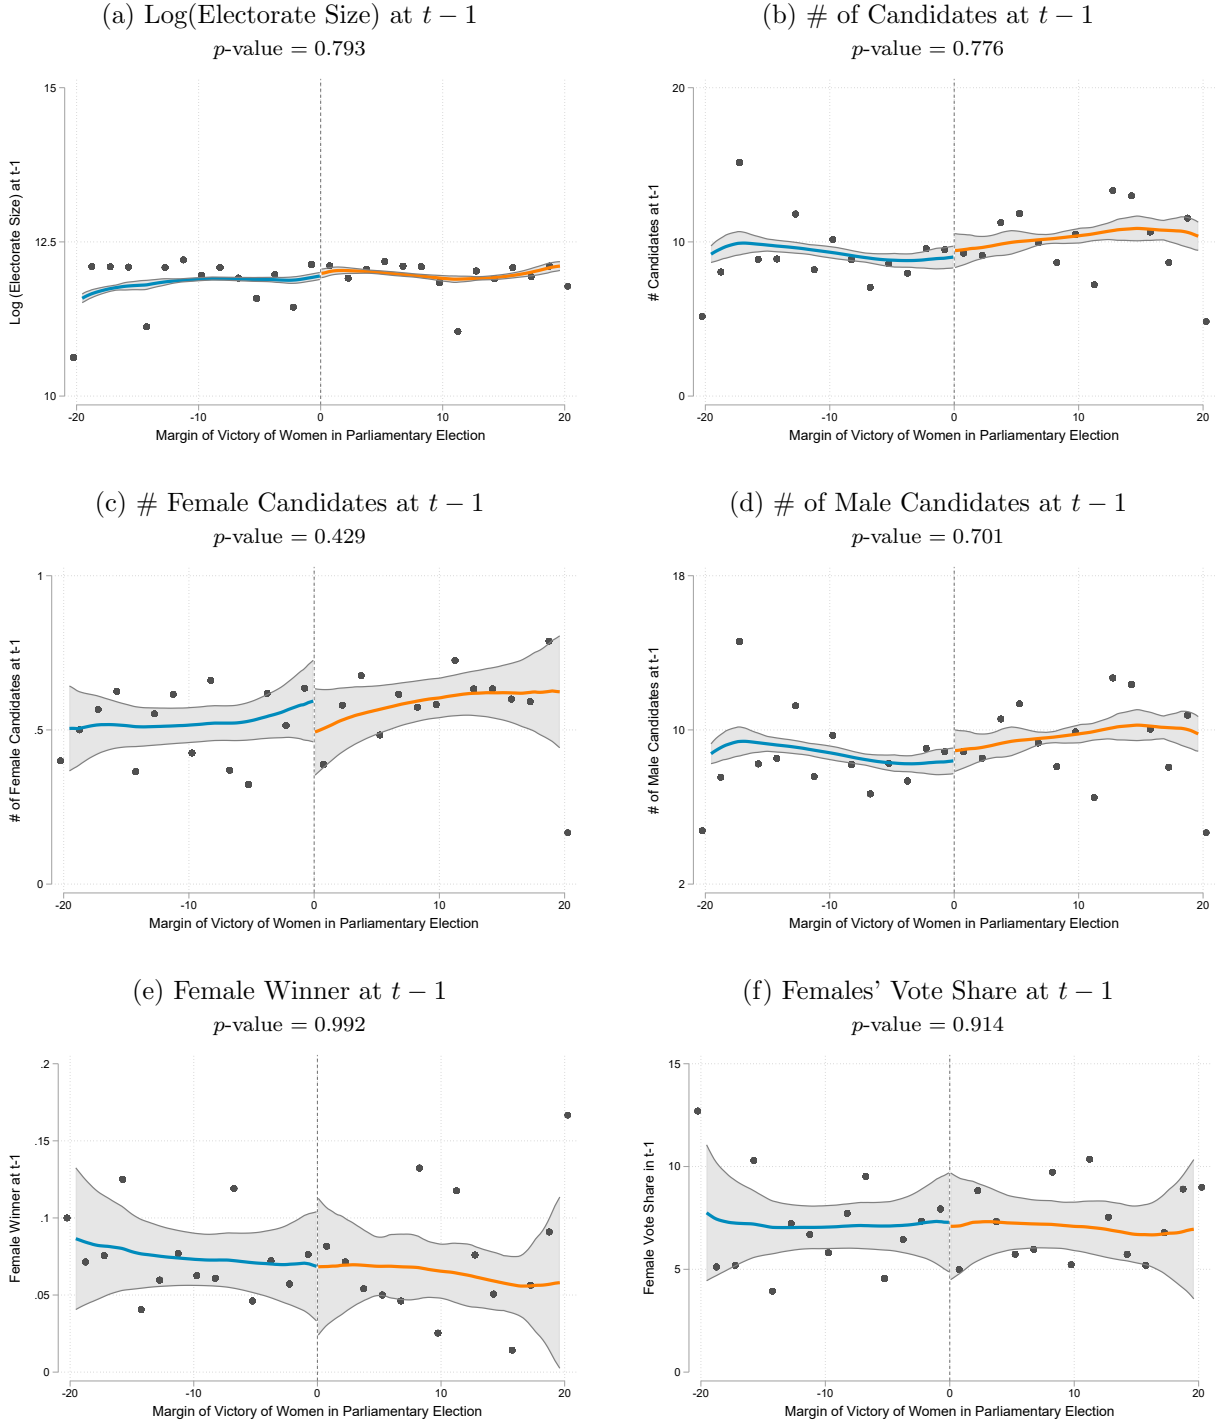 (a) Log(Electorate Size) at t − 1
p-value = 0.793
15
12.5
10
Log (Electorate Size) at t-1
-20 -10 0 10 20
Margin of Victory of Women in Parliamentary Election
(b) # of Candidates at t − 1
p-value = 0.776
20
10
0
# Candidates at t-1
-20 -10 0 10 20
Margin of Victory of Women in Parliamentary Election
(c) # Female Candidates at t − 1
p-value = 0.429
1
.5
0
# of Female Candidates at t-1
-20 -10 0 10 20
Margin of Victory of Women in Parliamentary Election
(d) # of Male Candidates at t − 1
p-value = 0.701
18
10
2
# of Male Candidates at t-1
-20 -10 0 10 20
Margin of Victory of Women in Parliamentary Election
(e) Female Winner at t − 1
p-value = 0.992
.2
.15
.1
.05
0
Female Winner at t-1
-20 -10 0 10 20
Margin of Victory of Women in Parliamentary Election
(f) Females’ Vote Share at t − 1
p-value = 0.914
15
10
5
0
Female Vote Share in t-1
-20 -10 0 10 20
Margin of Victory of Women in Parliamentary Election